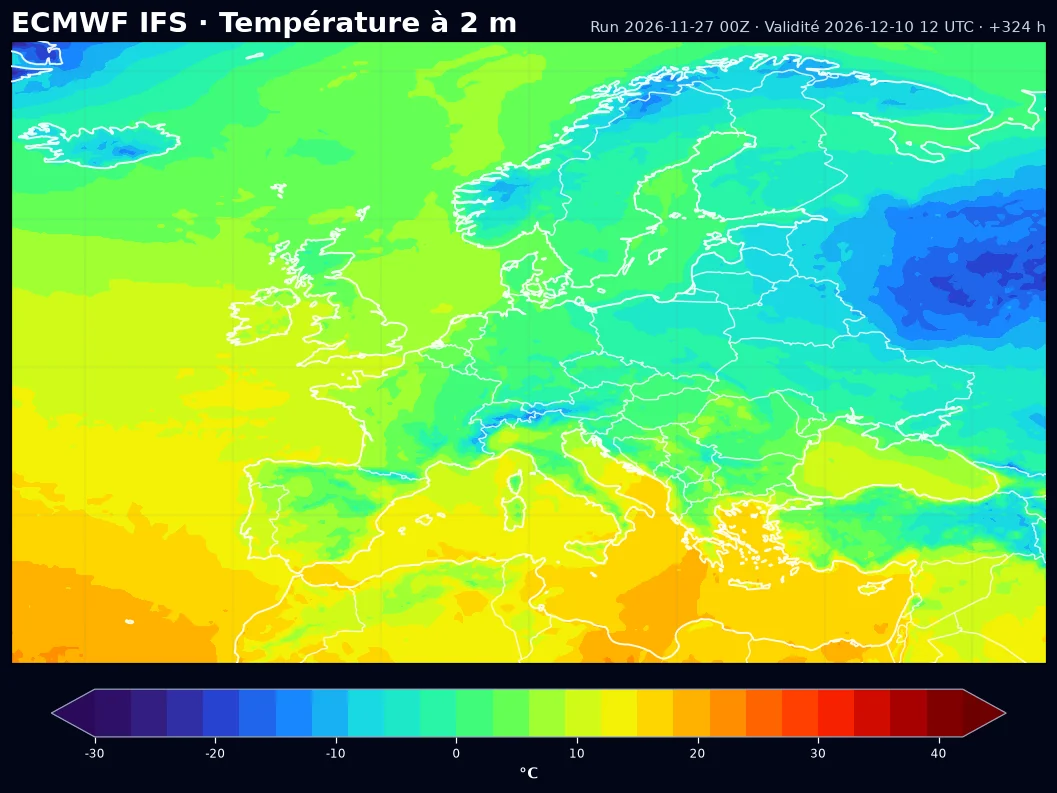 ECMWF IFS · Température à 2 m
Run 2026-11-27 00Z · Validité 2026-12-10 12 UTC · +324 h
-30 -20 -10 0 10 20 30 40
°C